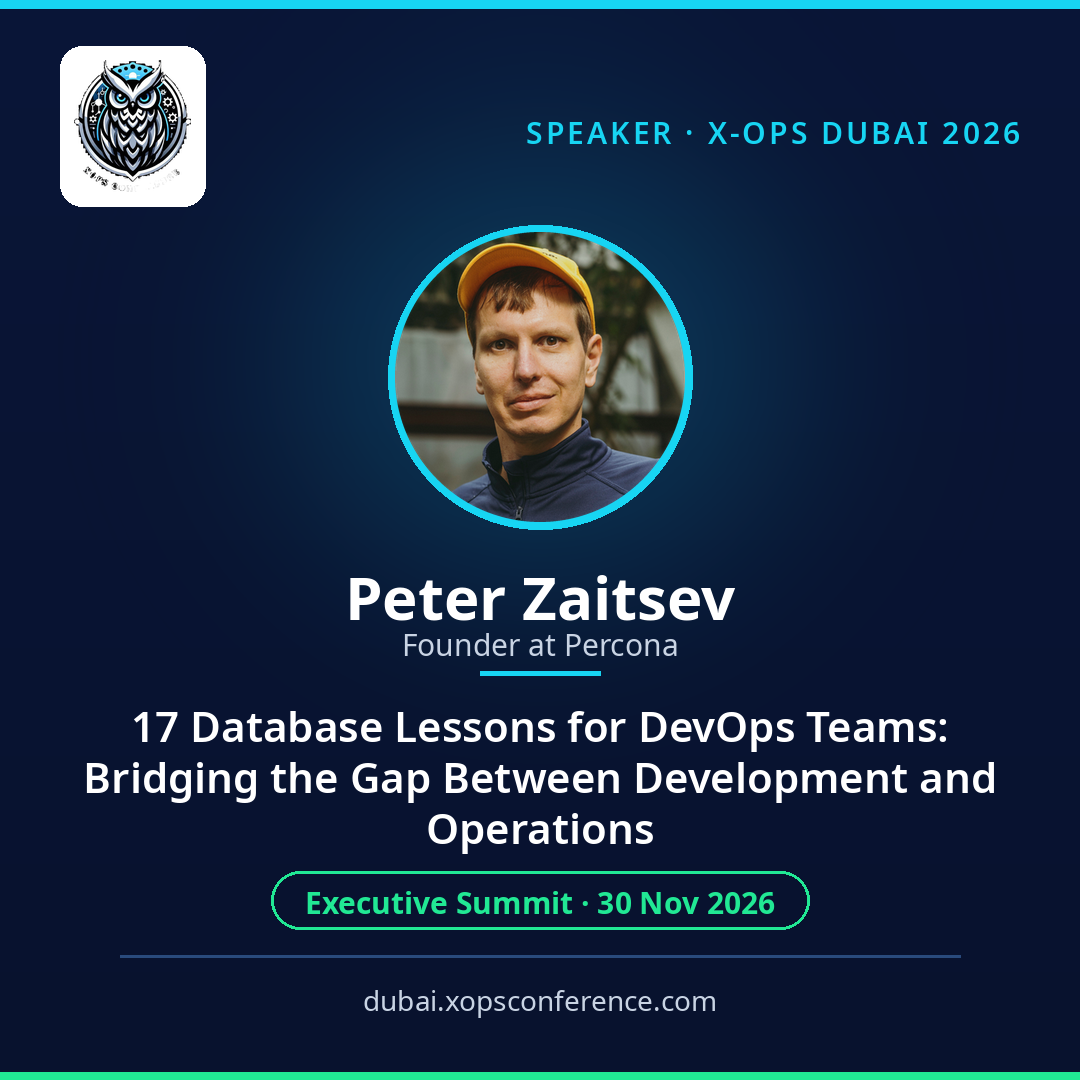 SPEAKER · X-OPS DUBAI 2026
Peter Zaitsev
Founder at Percona
17 Database Lessons for DevOps Teams:
Bridging the Gap Between Development and
Operations
Executive Summit · 30 Nov 2026
dubai.xopsconference.com